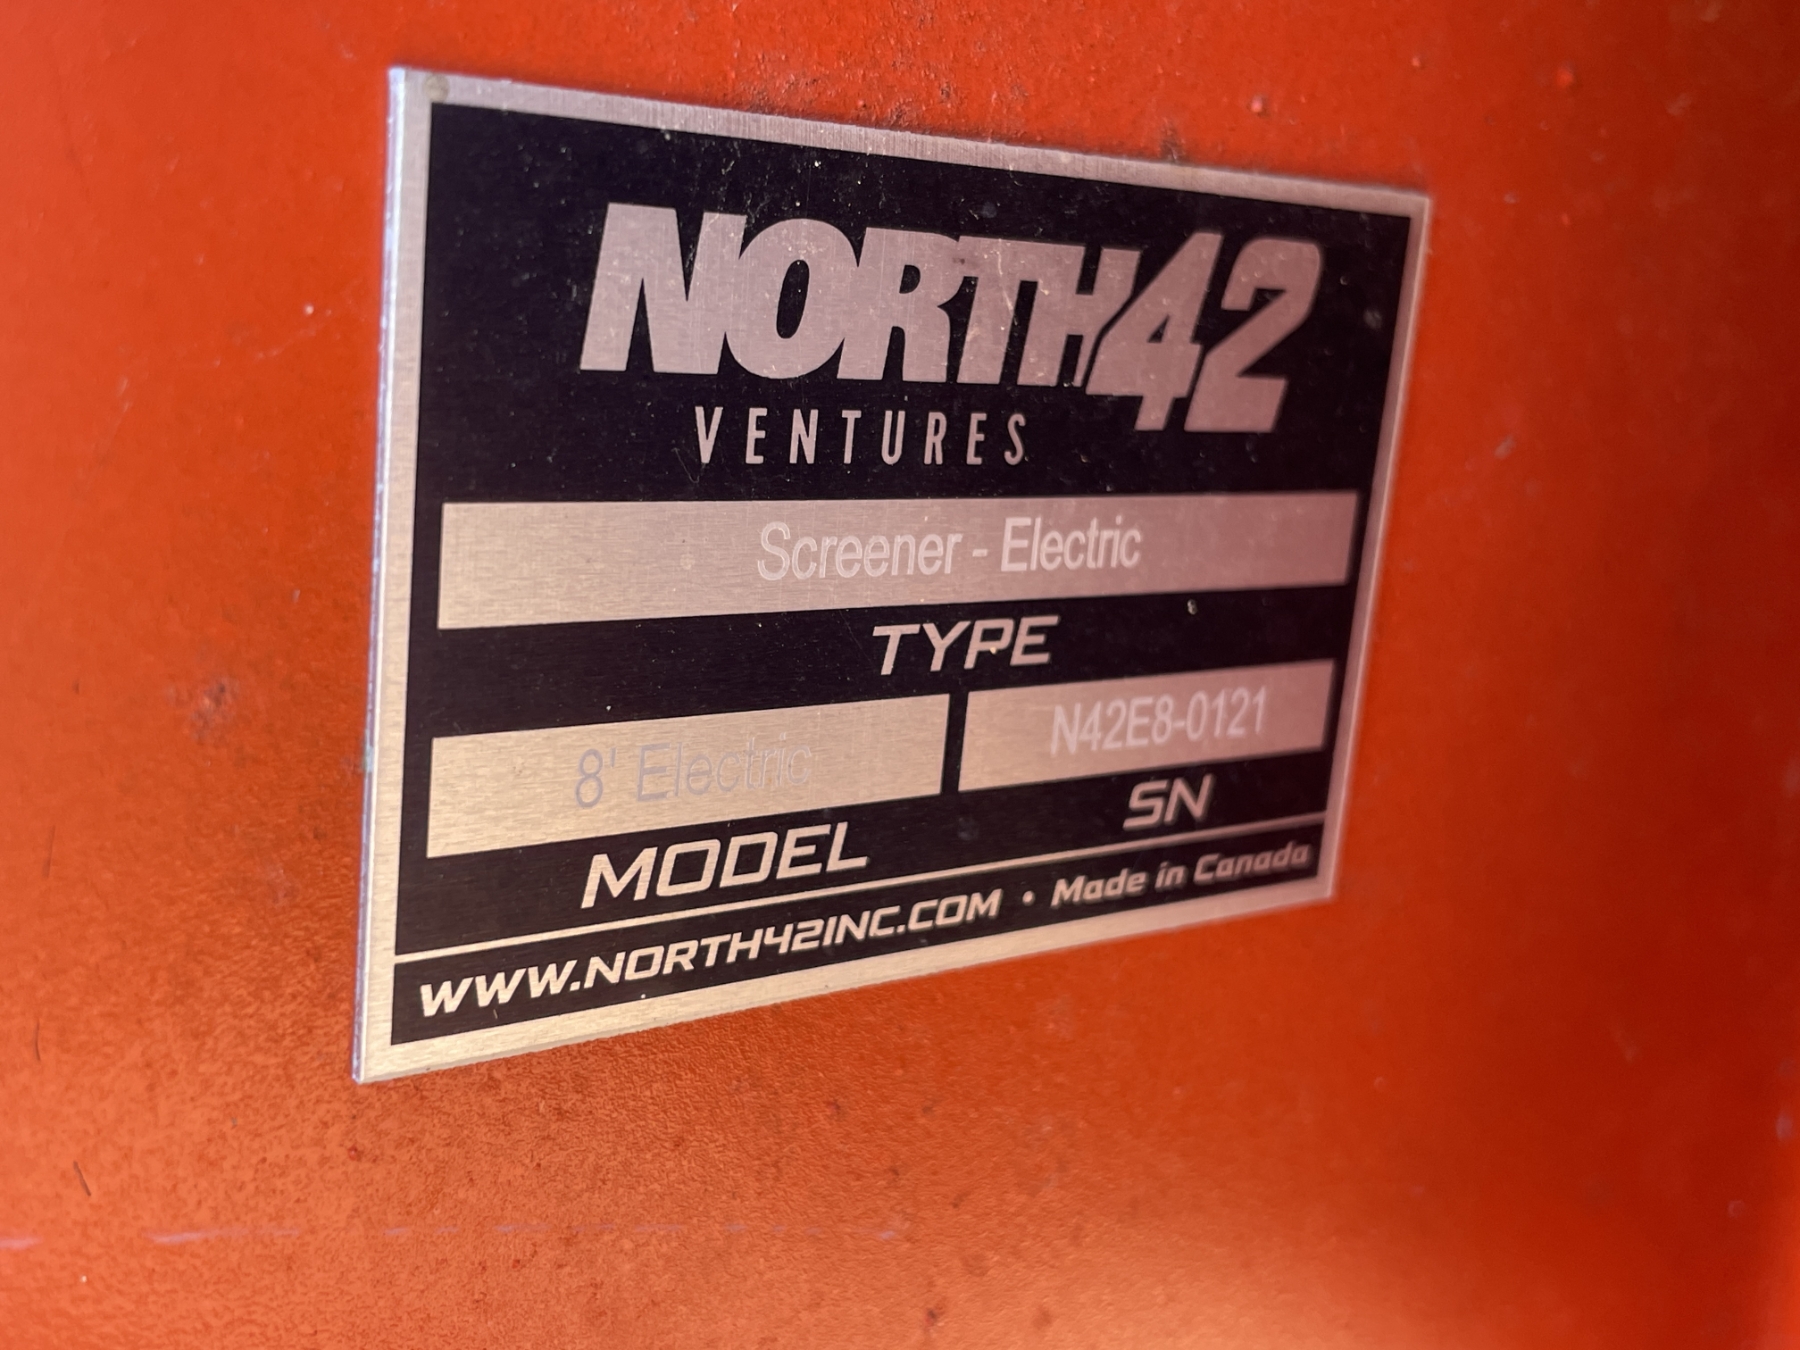 NORTH42
VENTURES
Screener - Electric
TYPE
8' Electric N42E8-0121
MODEL SN
WWW.NORTH42INC.COM • Made in Canada